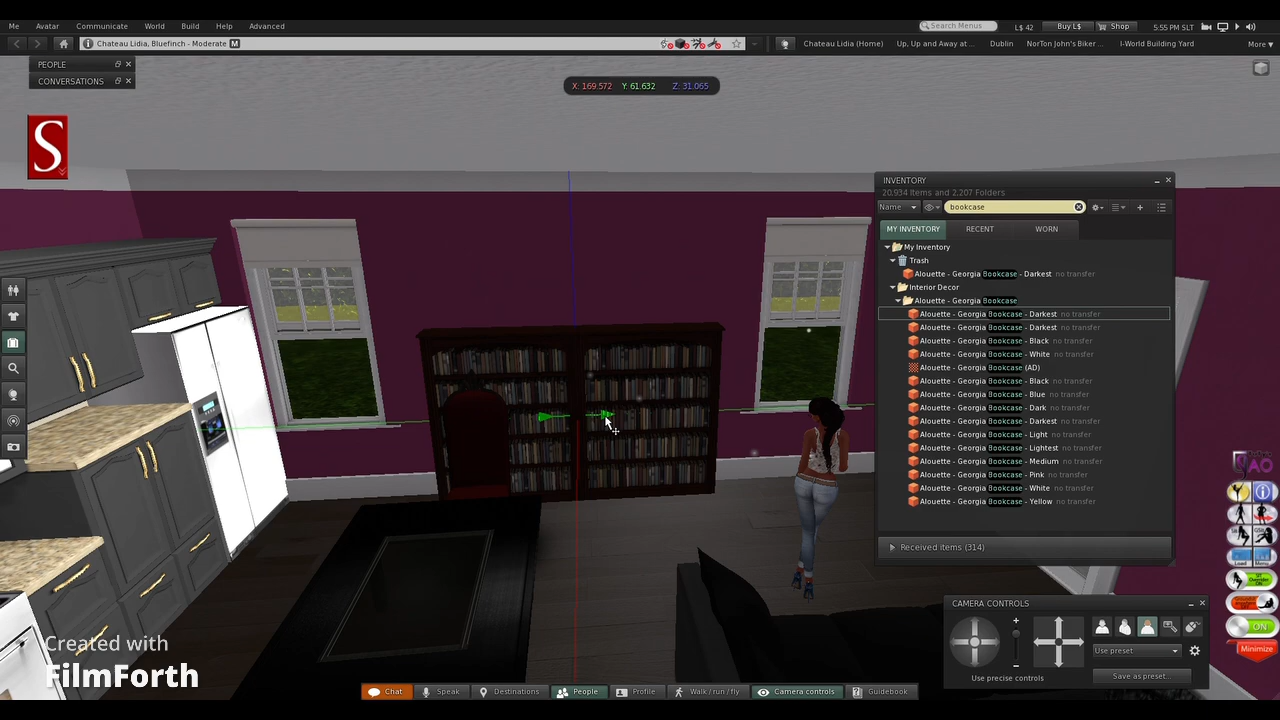 Me Avatar Communicate World Build Help Advanced
Search Menus L$ 42 Buy L$ Shop 5:55 PM SLT
Chateau Lidia, Bluefinch - Moderate M
Chateau Lidia (Home) Up, Up and Away at ... Dublin NorTon John's Biker ... I-World Building Yard More ▼
PEOPLE
CONVERSATIONS
X: 169.572 Y: 61.632 Z: 31.065
S
INVENTORY
20,934 Items and 2,207 Folders
Name bookcase
MY INVENTORY RECENT WORN
My Inventory
Trash
Alouette - Georgia Bookcase - Darkest no transfer
Interior Decor
Alouette - Georgia Bookcase
Alouette - Georgia Bookcase - Darkest no transfer
Alouette - Georgia Bookcase - Darkest no transfer
Alouette - Georgia Bookcase - Black no transfer
Alouette - Georgia Bookcase - White no transfer
Alouette - Georgia Bookcase (AD)
Alouette - Georgia Bookcase - Black no transfer
Alouette - Georgia Bookcase - Blue no transfer
Alouette - Georgia Bookcase - Dark no transfer
Alouette - Georgia Bookcase - Darkest no transfer
Alouette - Georgia Bookcase - Light no transfer
Alouette - Georgia Bookcase - Lightest no transfer
Alouette - Georgia Bookcase - Medium no transfer
Alouette - Georgia Bookcase - Pink no transfer
Alouette - Georgia Bookcase - White no transfer
Alouette - Georgia Bookcase - Yellow no transfer
Received items (314)
AO
Load Menu
ON
Minimize
CAMERA CONTROLS
Use preset
Use precise controls
Save as preset...
Created with
FilmForth
Chat Speak Destinations People Profile Walk / run / fly Camera controls Guidebook